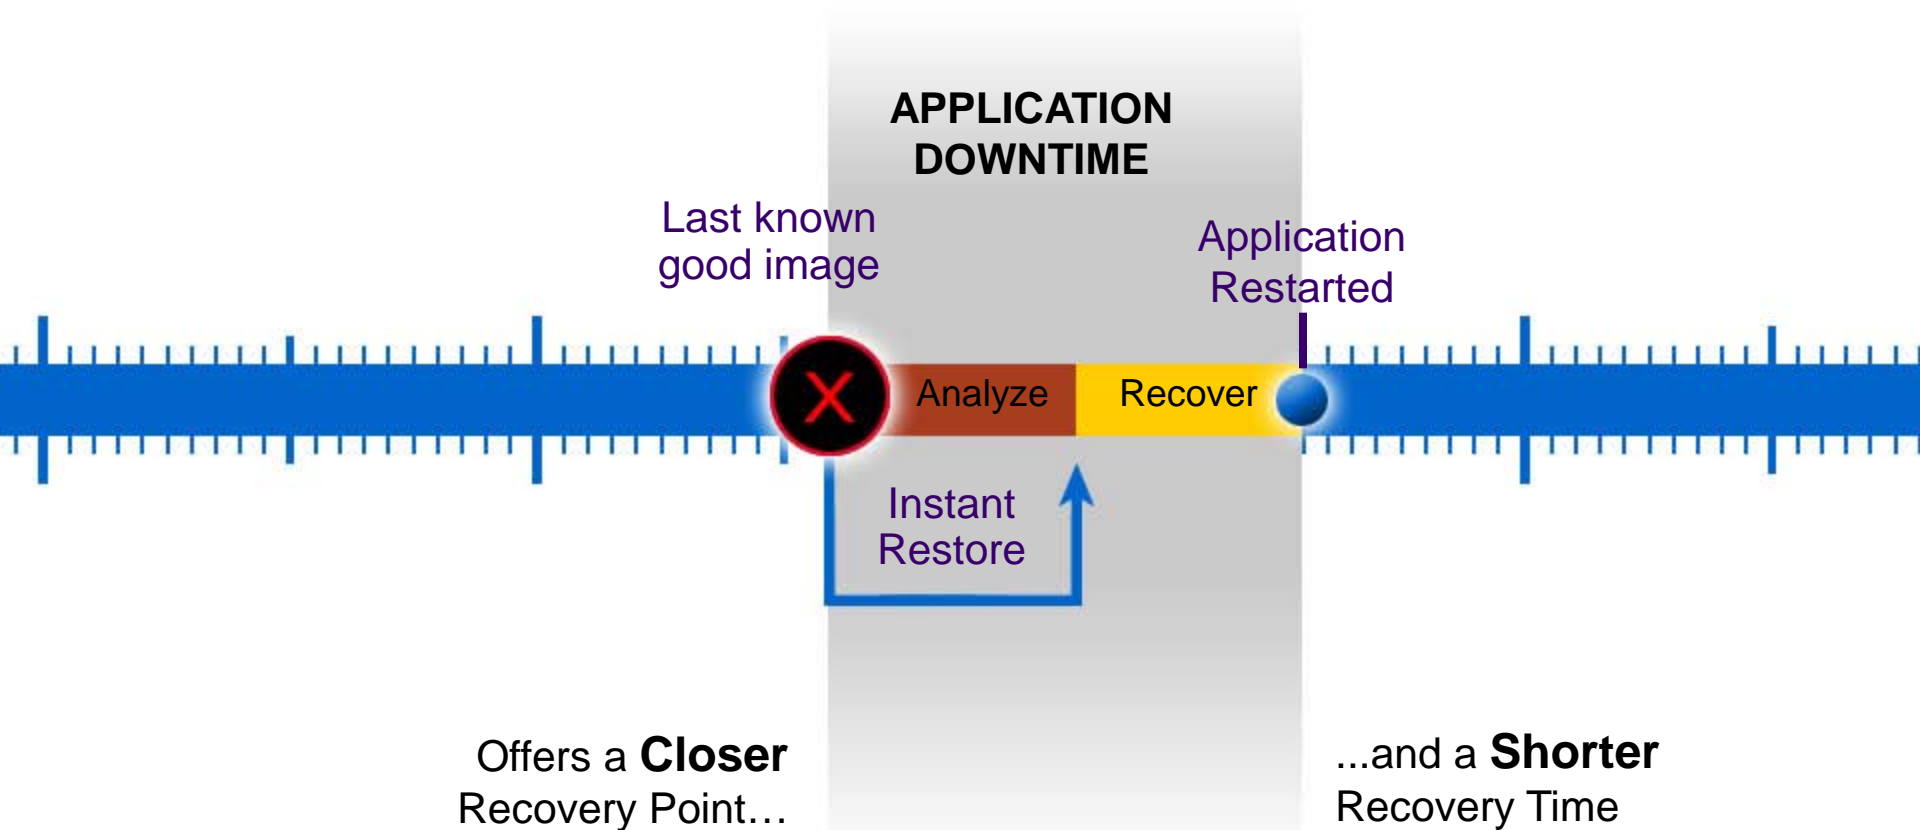 APPLICATION
DOWNTIME
Last known
good image
Application
Restarted
X
Analyze
Recover
Instant
Restore
Offers a Closer
Recovery Point…
...and a Shorter
Recovery Time